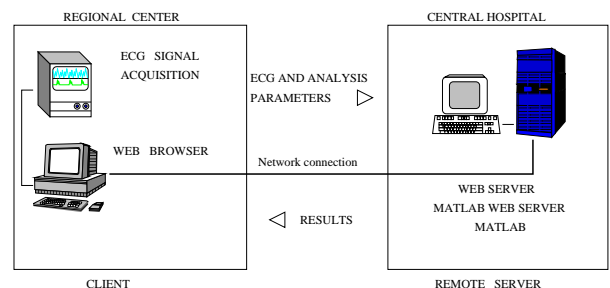 REGIONAL CENTER
ECG SIGNAL
ACQUISITION
WEB BROWSER
CLIENT
ECG AND ANALYSIS
PARAMETERS
Network connection
RESULTS
CENTRAL HOSPITAL
WEB SERVER
MATLAB WEB SERVER
MATLAB
REMOTE SERVER